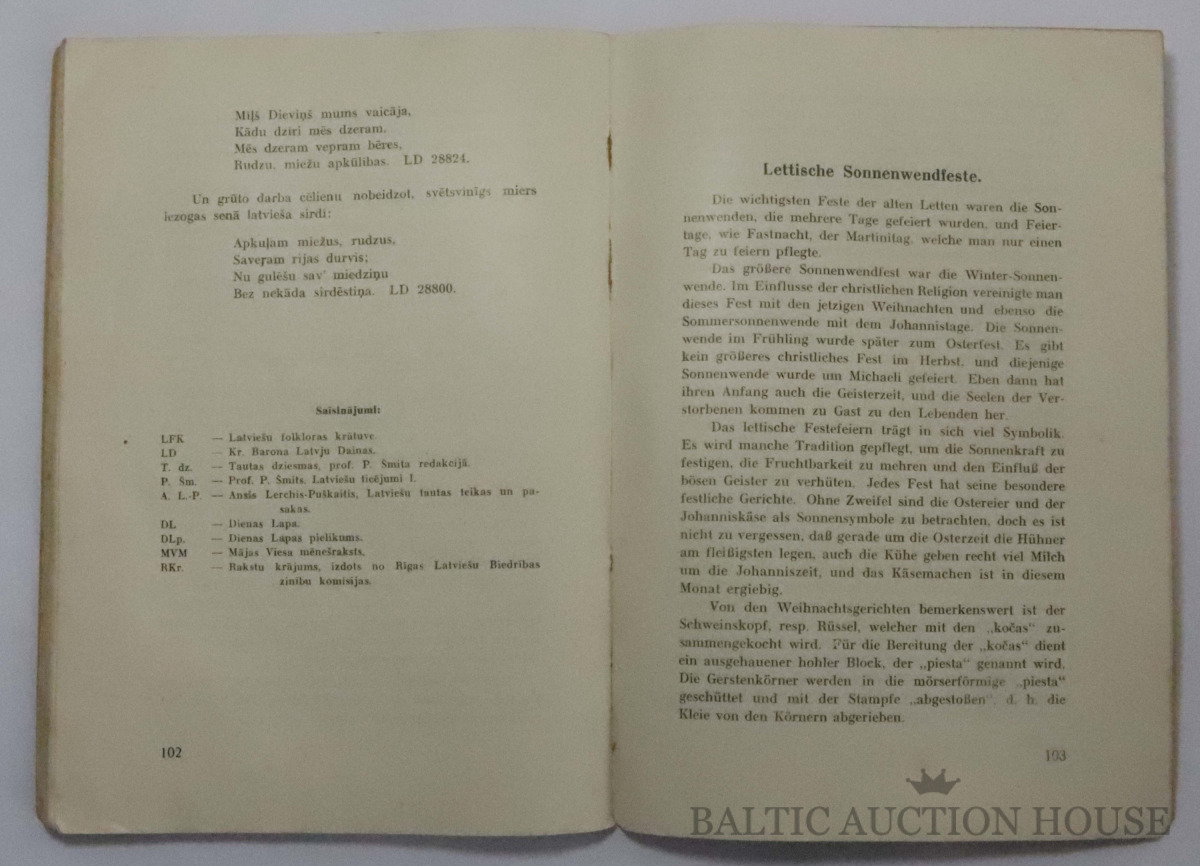 Miļš Dieviņš mums vaicāja,
Kādu dzīri mēs dzeram.
Mēs dzeram vepram bēres,
Rudzu, miežu apkūlības. LD 28824.
Un grūto darba cēlienu nobeidzot, svētsvinīgs miers
iezogas senā latvieša sirdī:
Apkuļam miežus, rudzus,
Saveŗam rijas durvis;
Nu gulēšu sav' miedziņu
Bez nekāda sirdēstiņa. LD 28800.
Saīsinājumi:
LFK — Latviešu folkloras krātuve.
LD — Kr. Barona Latvju Dainas.
T. dz. — Tautas dziesmas, prof. P. Šmita redakcijā.
P. Šm. — Prof. P. Šmits. Latviešu ticējumi I.
A. L.-P. — Ansis Lerchis-Puškaitis, Latviešu tautas teikas un pa-
sakas.
DL — Dienas Lapa.
DLp. — Dienas Lapas pielikums.
MVM — Mājas Viesa mēnešraksts.
RKr. — Rakstu krājums, izdots no Rīgas Latviešu Biedrības
zinību komisijas.
102
Lettische Sonnenwendfeste.
Die wichtigsten Feste der alten Letten waren die Son-
nenwenden, die mehrere Tage gefeiert wurden, und Feier-
tage, wie Fastnacht, der Martinitag, welche man nur einen
Tag zu feiern pflegte.
Das größere Sonnenwendfest war die Winter-Sonnen-
wende. Im Einflusse der christlichen Religion vereinigte man
dieses Fest mit den jetzigen Weihnachten und ebenso die
Sommersonnenwende mit dem Johannistage. Die Sonnen-
wende im Frühling wurde später zum Osterfest. Es gibt
kein größeres christliches Fest im Herbst, und diejenige
Sonnenwende wurde um Michaeli gefeiert. Eben dann hat
ihren Anfang auch die Geisterzeit, und die Seelen der Ver-
storbenen kommen zu Gast zu den Lebenden her.
Das lettische Festefeiern trägt in sich viel Symbolik.
Es wird manche Tradition gepflegt, um die Sonnenkraft zu
festigen, die Fruchtbarkeit zu mehren und den Einfluß der
bösen Geister zu verhüten. Jedes Fest hat seine besondere
festliche Gerichte. Ohne Zweifel sind die Ostereier und der
Johanniskäse als Sonnensymbole zu betrachten, doch es ist
nicht zu vergessen, daß gerade um die Osterzeit die Hühner
am fleißigsten legen, auch die Kühe geben recht viel Milch
um die Johanniszeit, und das Käsemachen ist in diesem
Monat ergiebig.
Von den Weihnachtsgerichten bemerkenswert ist der
Schweinskopf, resp. Rüssel, welcher mit den „kočas" zu-
sammengekocht wird. Für die Bereitung der „kočas" dient
ein ausgehauener hohler Block, der „piesta" genannt wird.
Die Gerstenkörner werden in die mörserförmige „piesta"
geschüttet und mit der Stampfe „abgestoßen", d. h. die
Kleie von den Körnern abgerieben.
103
BALTIC AUCTION HOUSE